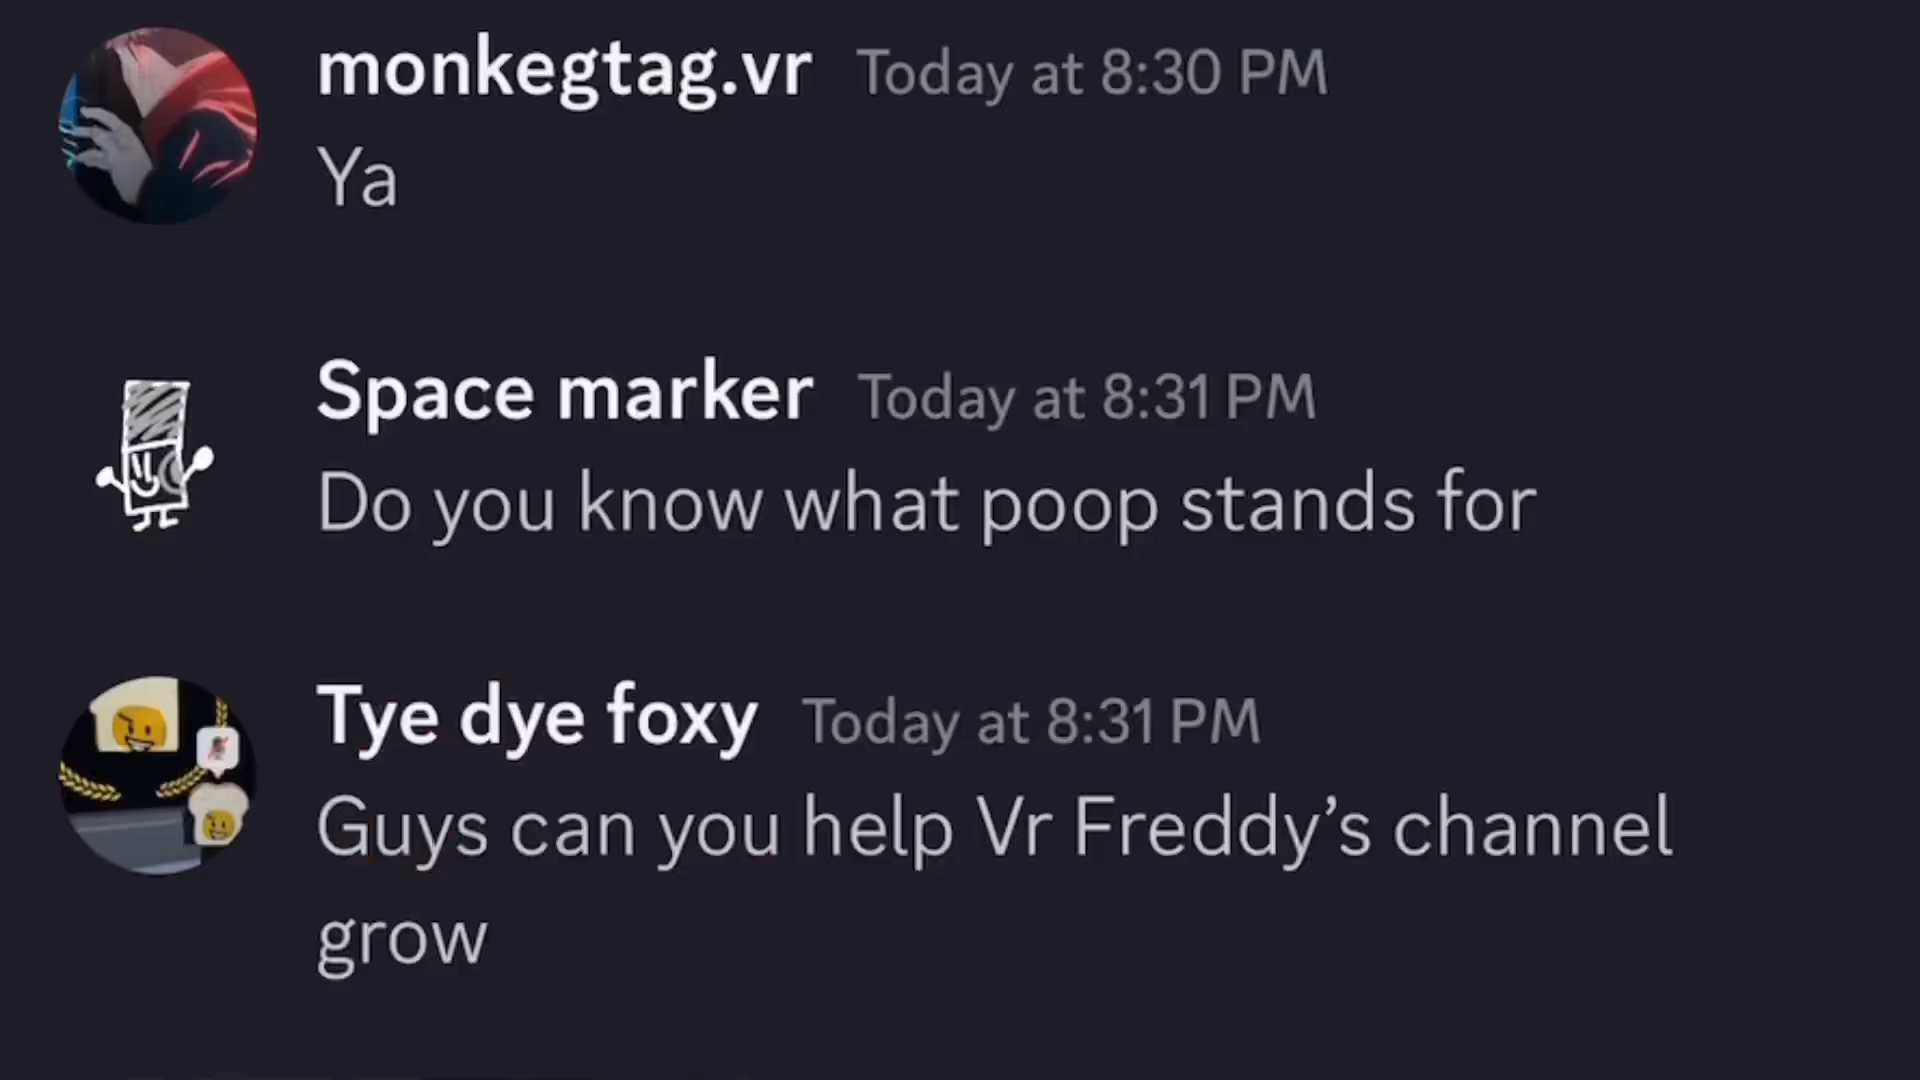 monkegtag.vr Today at 8:30 PM
Ya
Space marker Today at 8:31 PM
Do you know what poop stands for
Tye dye foxy Today at 8:31 PM
Guys can you help Vr Freddy’s channel
grow